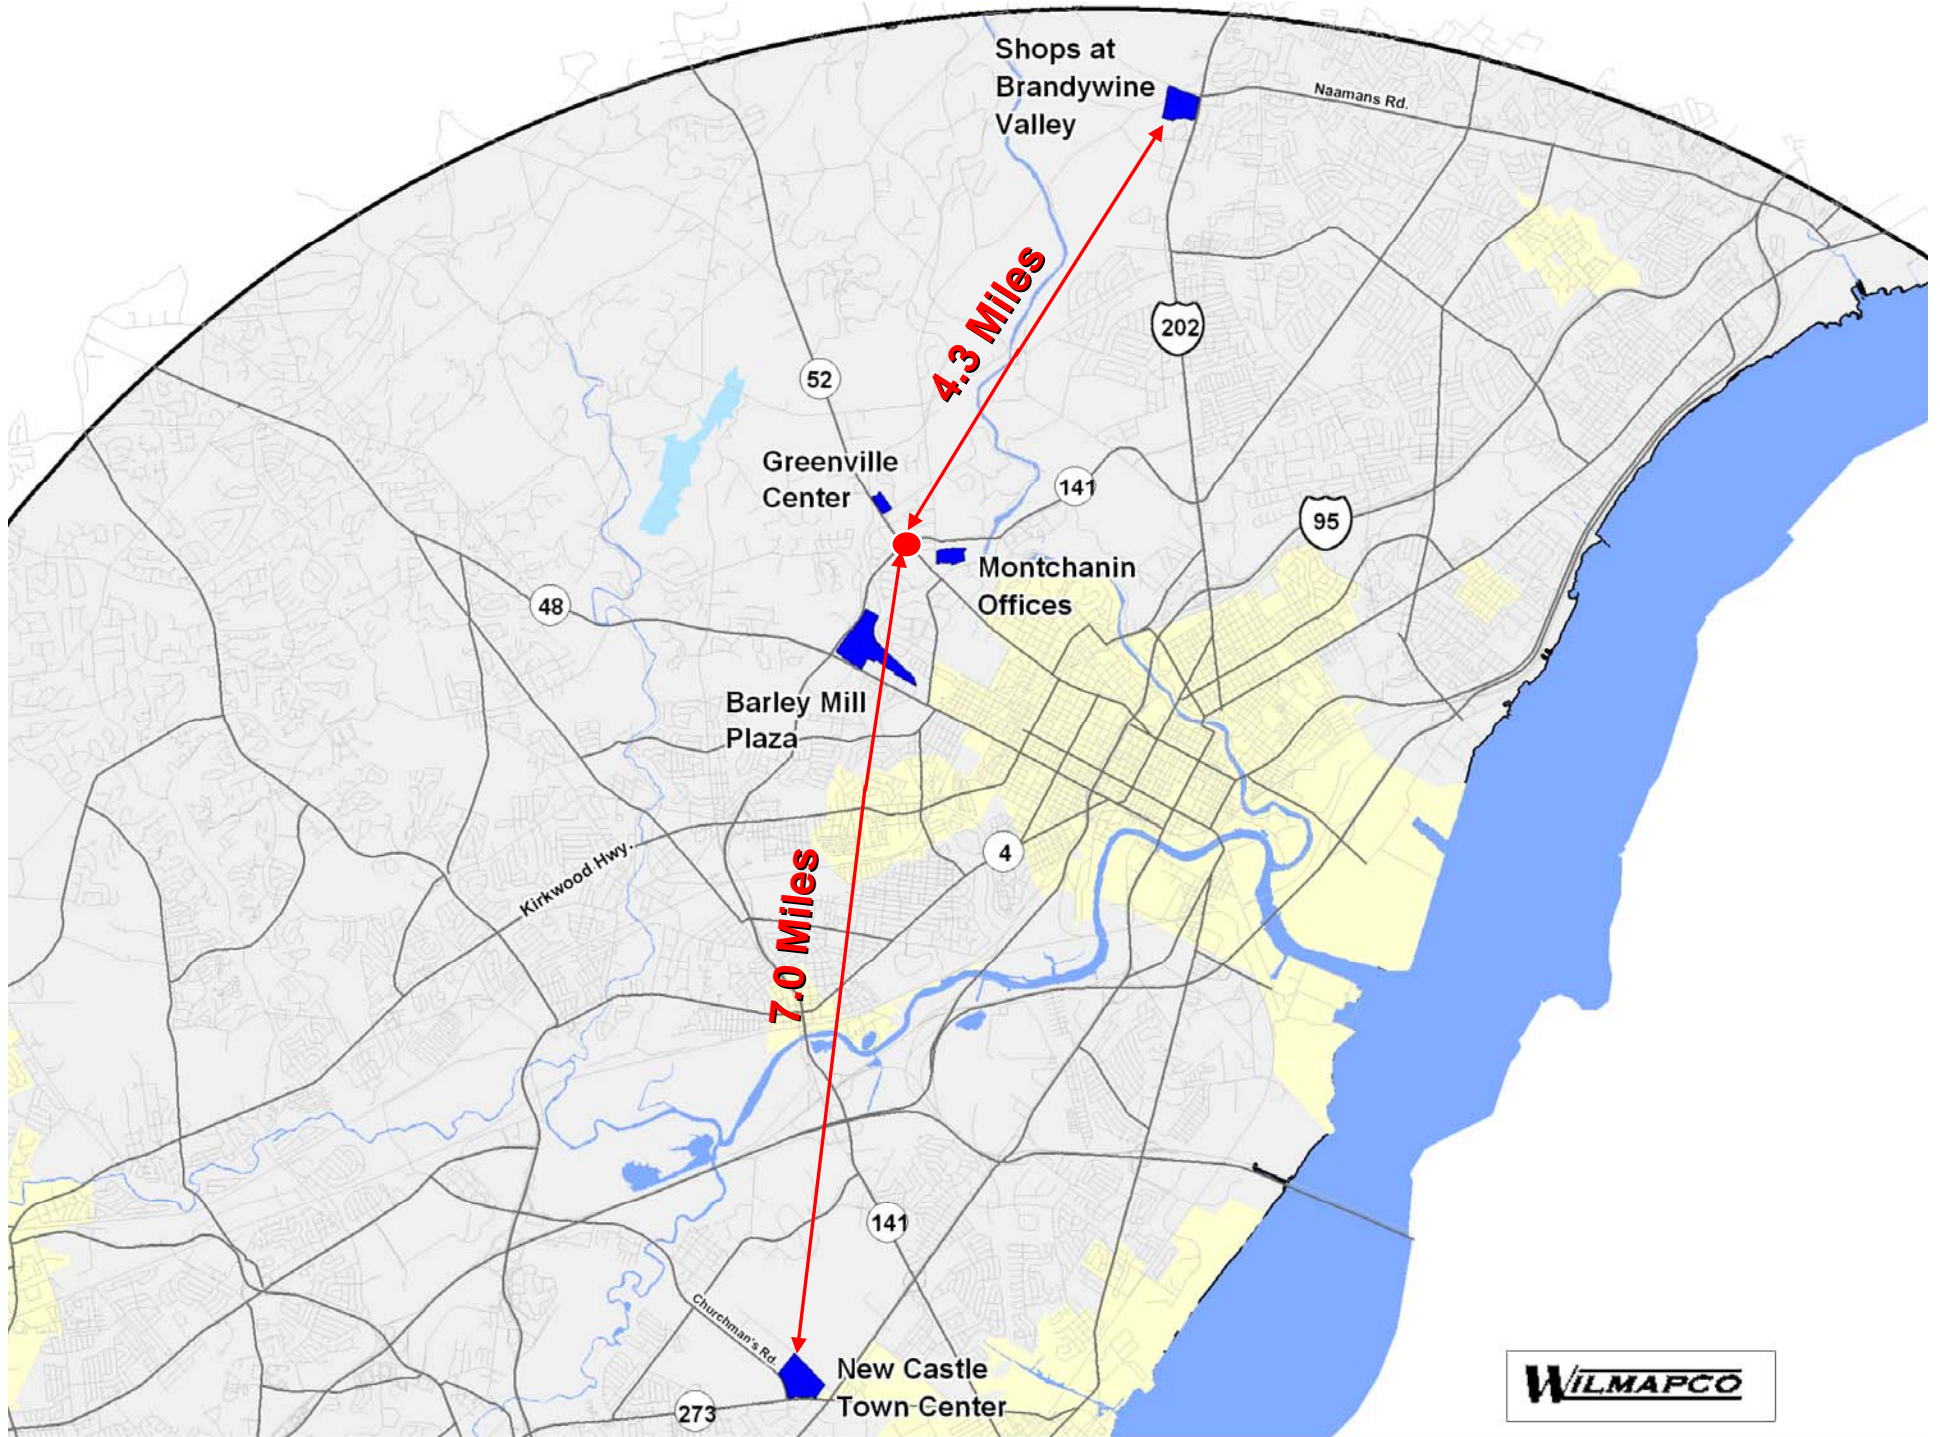 Shops at
Brandywine
Valley
Naamans Rd.
4.3 Miles
202
52
Greenville
Center
141
95
Montchanin
Offices
48
Barley Mill
Plaza
Kirkwood Hwy.
4
7.0 Miles
141
Churchman's Rd.
New Castle
Town Center
273
WILMAPCO